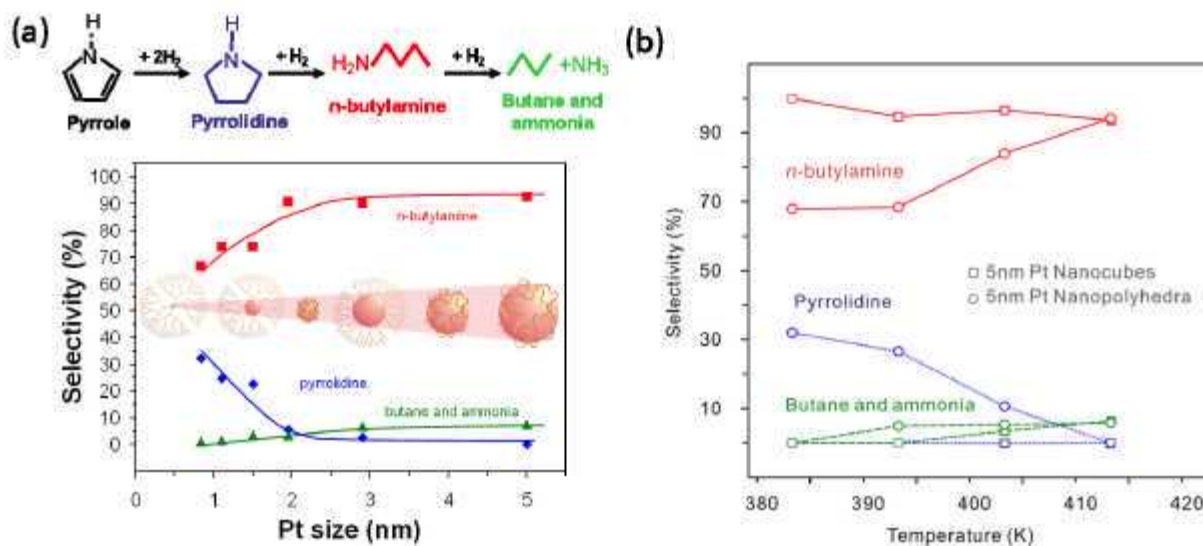 (a)
H
N
+ 2H₂
Pyrrole
H
N
+ H₂
Pyrrolidine
H₂N
+ H₂
n-butylamine
+NH₃
Butane and
ammonia
Selectivity (%)
100
90
80
70
60
50
40
30
20
10
0
n-butylamine
pyrrolidine
butane and ammonia
0 1 2 3 4 5
Pt size (nm)
(b)
Selectivity (%)
90
70
50
30
10
n-butylamine
5nm Pt Nanocubes
5nm Pt Nanopolyhedra
Pyrrolidine
Butane and ammonia
380 390 400 410 420
Temperature (K)